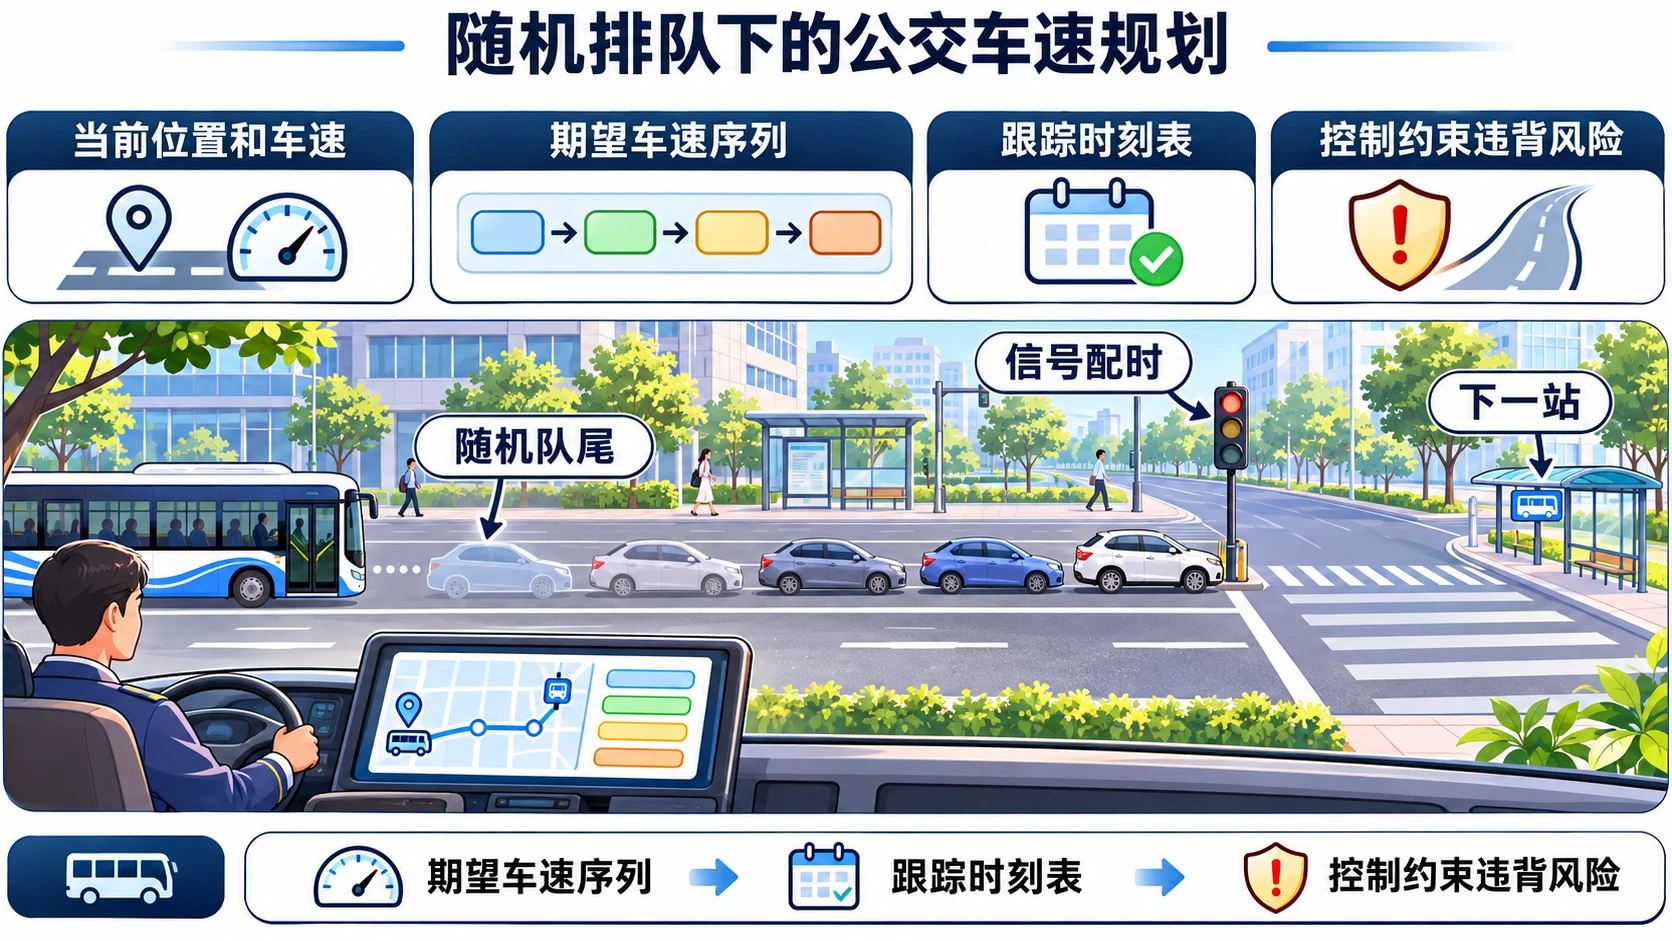 随机排队下的公交车速规划
当前位置和车速
期望车速序列
跟踪时刻表
控制约束违背风险
信号配时
下一站
随机队尾
期望车速序列
跟踪时刻表
控制约束违背风险